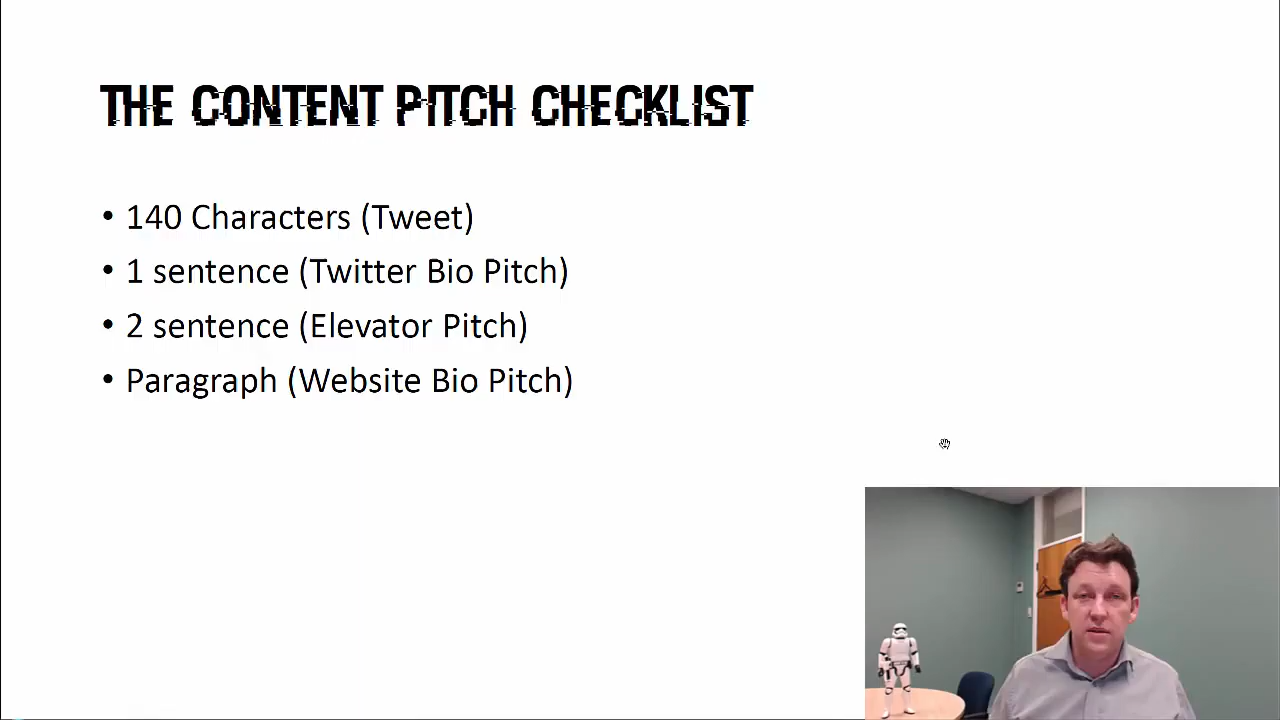 THE CONTENT PITCH CHECKLIST
• 140 Characters (Tweet)
• 1 sentence (Twitter Bio Pitch)
• 2 sentence (Elevator Pitch)
• Paragraph (Website Bio Pitch)